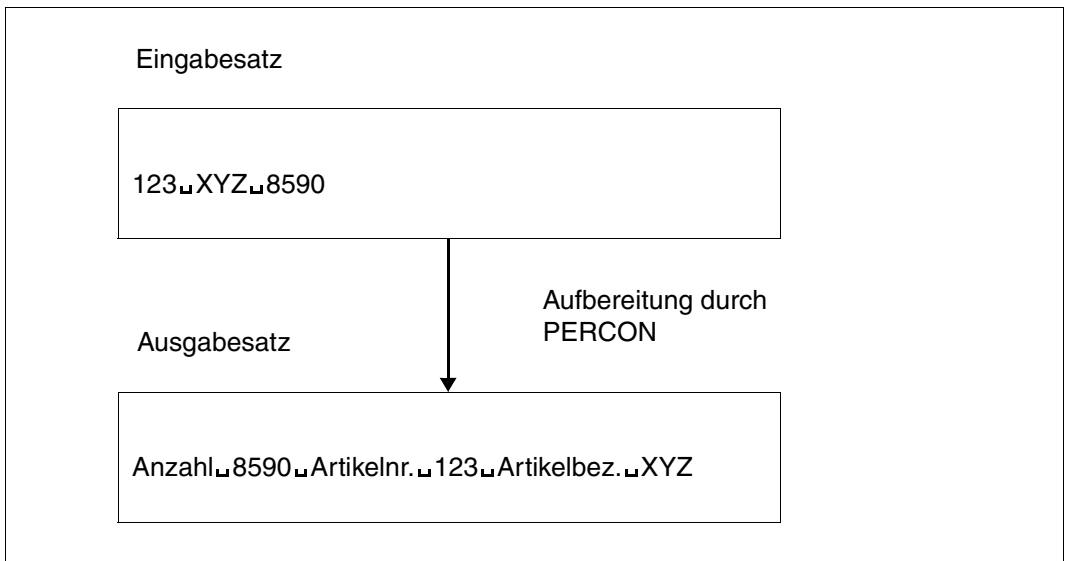 Eingabesatz
123␣XYZ␣8590
Aufbereitung durch
PERCON
Ausgabesatz
Anzahl␣8590␣Artikelnr.␣123␣Artikelbez.␣XYZ